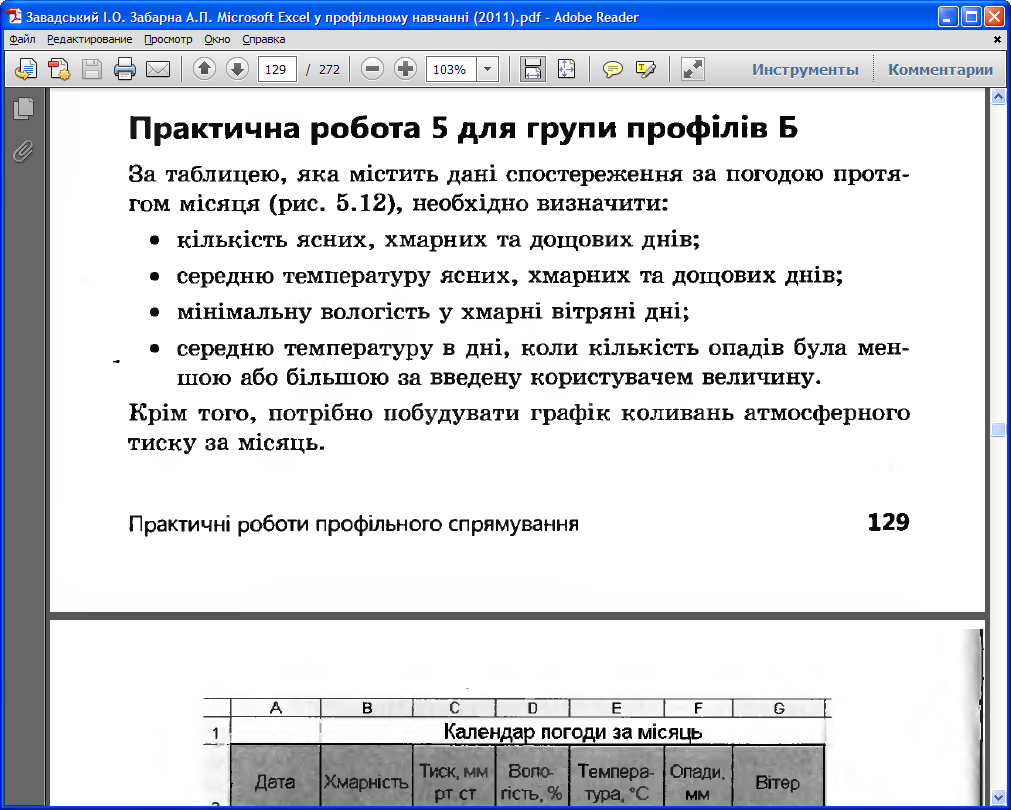 Завадський І.О. Забарна А.П. Microsoft Excel у профільному навчанні (2011).pdf - Adobe Reader
Файл Редактирование Просмотр Окно Справка
129 / 272 103% Инструменты Комментарии
Практична робота 5 для групи профілів Б
За таблицею, яка містить дані спостереження за погодою протя-
гом місяця (рис. 5.12), необхідно визначити:
• кількість ясних, хмарних та дощових днів;
• середню температуру ясних, хмарних та дощових днів;
• мінімальну вологість у хмарні вітряні дні;
• середню температуру в дні, коли кількість опадів була мен-
шою або більшою за введену користувачем величину.
Крім того, потрібно побудувати графік коливань атмосферного
тиску за місяць.
Практичні роботи профільного спрямування 129
A B C D E F G
1 Календар погоди за місяць
Дата Хмарність Тиск, мм Воло- Темпера- Опади, Вітер
рт.ст гість, % тура, °С мм